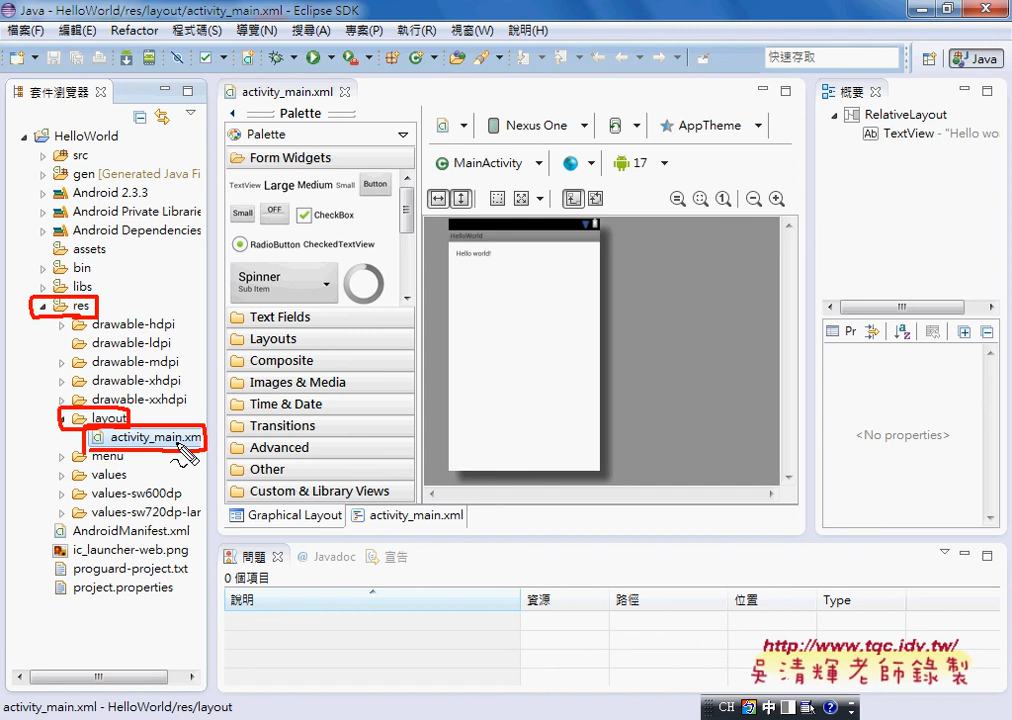 Java - HelloWorld/res/layout/activity_main.xml - Eclipse SDK
檔案(F) 編輯(E) Refactor 程式碼(S) 導覽(N) 搜尋(A) 專案(P) 執行(R) 視窗(W) 說明(H)
快速存取
Java
套件瀏覽器
HelloWorld
src
gen [Generated Java Fi
Android 2.3.3
Android Private Librarie
Android Dependencies
assets
bin
libs
res
drawable-hdpi
drawable-ldpi
drawable-mdpi
drawable-xhdpi
drawable-xxhdpi
layout
activity_main.xm
menu
values
values-sw600dp
values-sw720dp-lar
AndroidManifest.xml
ic_launcher-web.png
proguard-project.txt
project.properties
activity_main.xml
Palette
Palette
Form Widgets
TextView Large Medium Small Button
Small OFF CheckBox
RadioButton CheckedTextView
Spinner
Sub Item
Text Fields
Layouts
Composite
Images & Media
Time & Date
Transitions
Advanced
Other
Custom & Library Views
Graphical Layout activity_main.xml
Nexus One AppTheme
MainActivity 17
HelloWorld
Hello world!
概要
RelativeLayout
Ab TextView - "Hello wo
Pr
<No properties>
問題 @ Javadoc 宣告
0 個項目
說明 資源 路徑 位置 Type
http://www.tqc.idv.tw/
吳清輝老師錄製
activity_main.xml - HelloWorld/res/layout
CH 中